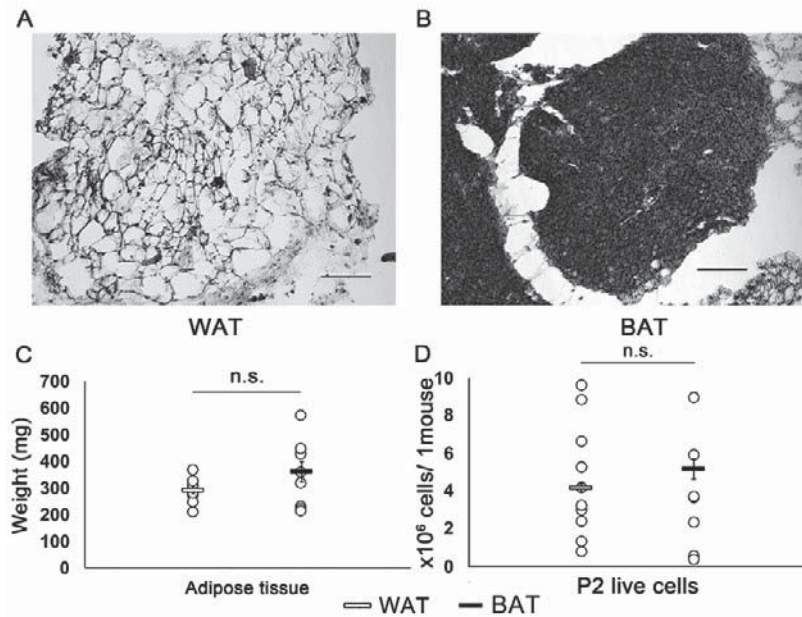 A
B
WAT
BAT
C
D
n.s.
n.s.
Weight (mg)
700
600
500
400
300
200
100
0
x10⁶ cells/ 1mouse
10
8
6
4
2
0
Adipose tissue
P2 live cells
WAT
BAT